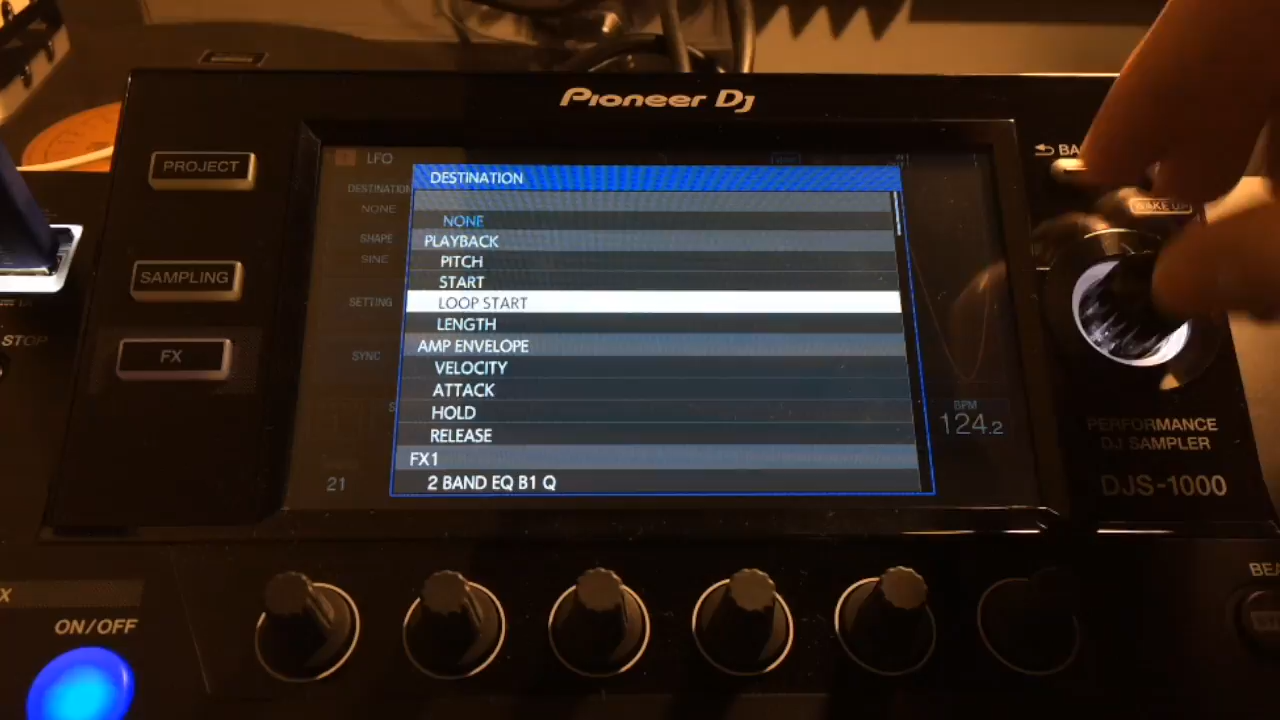 Pioneer Dj
PROJECT
SAMPLING
FX
STOP
LFO
DESTINATION
NONE
SHAPE
SINE
SETTING
SYNC
21
DESTINATION
NONE
PLAYBACK
PITCH
START
LOOP START
LENGTH
AMP ENVELOPE
VELOCITY
ATTACK
HOLD
RELEASE
FX1
2 BAND EQ B1 Q
BPM
124.2
BA
WAKE UP
PERFORMANCE
DJ SAMPLER
DJS-1000
X
ON/OFF
BEA